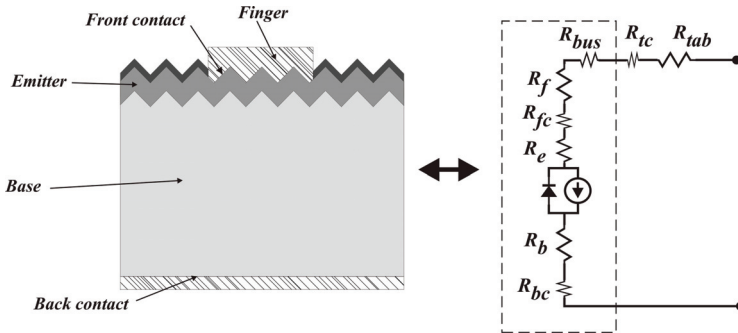 Front contact
Finger
Emitter
Base
Back contact
R_bus
R_tc
R_tab
R_f
R_fc
R_e
R_b
R_bc